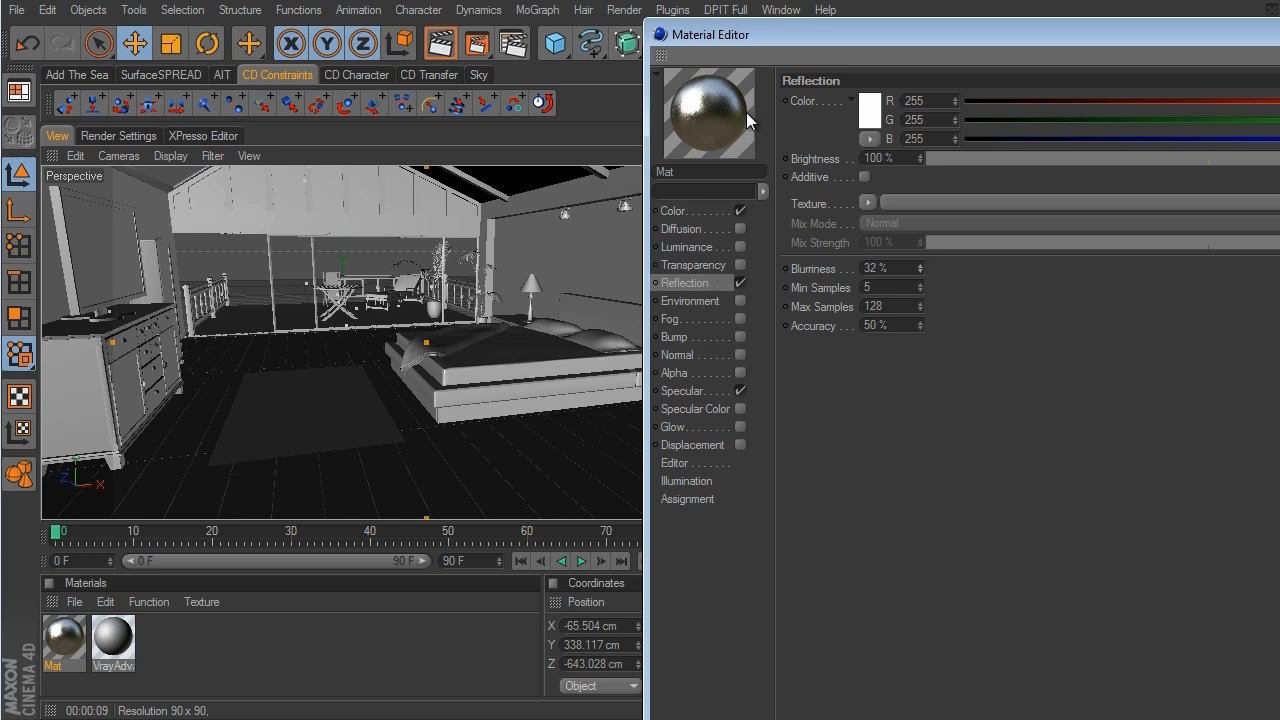 File Edit Objects Tools Selection Structure Functions Animation Character Dynamics MoGraph Hair Render Plugins DPIT Full Window Help
Material Editor
Add The Sea SurfaceSPREAD AIT CD Constraints CD Character CD Transfer Sky
View Render Settings XPresso Editor
Edit Cameras Display Filter View
Perspective
Z X
0 10 20 30 40 50 60 70
0 F 0 F 90 F 90 F
Materials
File Edit Function Texture
Mat VrayAdv
Coordinates
Position
X -65.504 cm
Y 338.117 cm
Z -643.028 cm
Object
MAXON
CINEMA 4D
00:00:09 Resolution 90 x 90,
Mat
Color
Diffusion
Luminance
Transparency
Reflection
Environment
Fog
Bump
Normal
Alpha
Specular
Specular Color
Glow
Displacement
Editor
Illumination
Assignment
Reflection
Color R 255
G 255
B 255
Brightness 100 %
Additive
Texture
Mix Mode Normal
Mix Strength 100 %
Blurriness 32 %
Min Samples 5
Max Samples 128
Accuracy 50 %